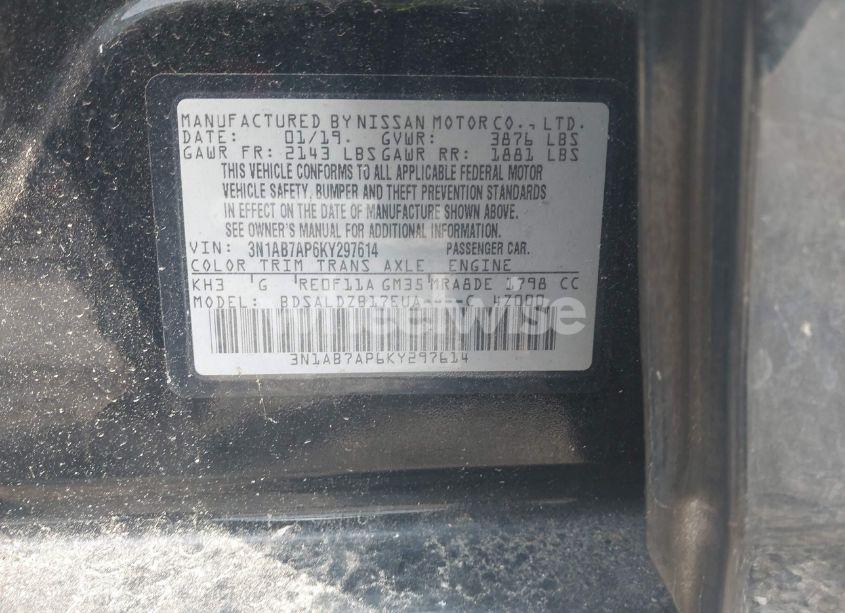 MANUFACTURED BY NISSAN MOTOR CO., LTD.
DATE: 01/19. GVWR: 3876 LBS
GAWR FR: 2143 LBS GAWR RR: 1881 LBS
THIS VEHICLE CONFORMS TO ALL APPLICABLE FEDERAL MOTOR
VEHICLE SAFETY, BUMPER AND THEFT PREVENTION STANDARDS
IN EFFECT ON THE DATE OF MANUFACTURE SHOWN ABOVE.
SEE OWNER'S MANUAL FOR ADDITIONAL INFORMATION.
VIN: 3N1AB7AP6KY297614 PASSENGER CAR.
COLOR TRIM TRANS AXLE, ENGINE
KH3 G RE0F11A GM35 MRA8DE 1798 CC
MODEL:
wheelwise
3N1AB7AP6KY297614